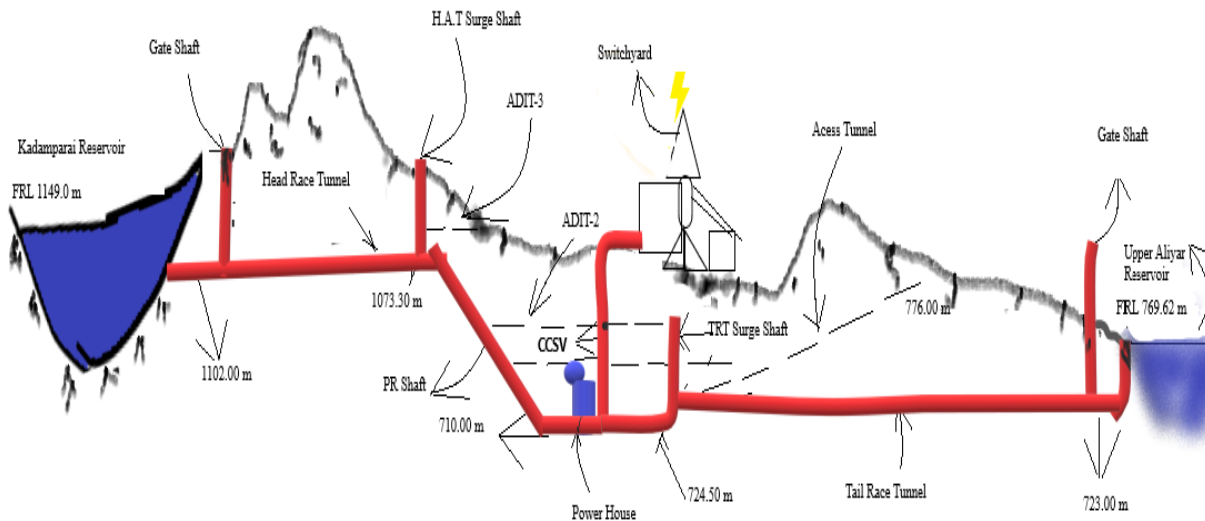 H.A.T Surge Shaft
Gate Shaft
Switchyard
ADIT-3
Acess Tunnel
Gate Shaft
Kadamparai Reservoir
FRL 1149.0 m
Head Race Tunnel
ADIT-2
Upper Aliyar
Reservoir
FRL 769.62 m
1073.30 m
776.00 m
TRT Surge Shaft
CCSV
1102.00 m
PR Shaft
710.00 m
724.50 m
Tail Race Tunnel
723.00 m
Power House